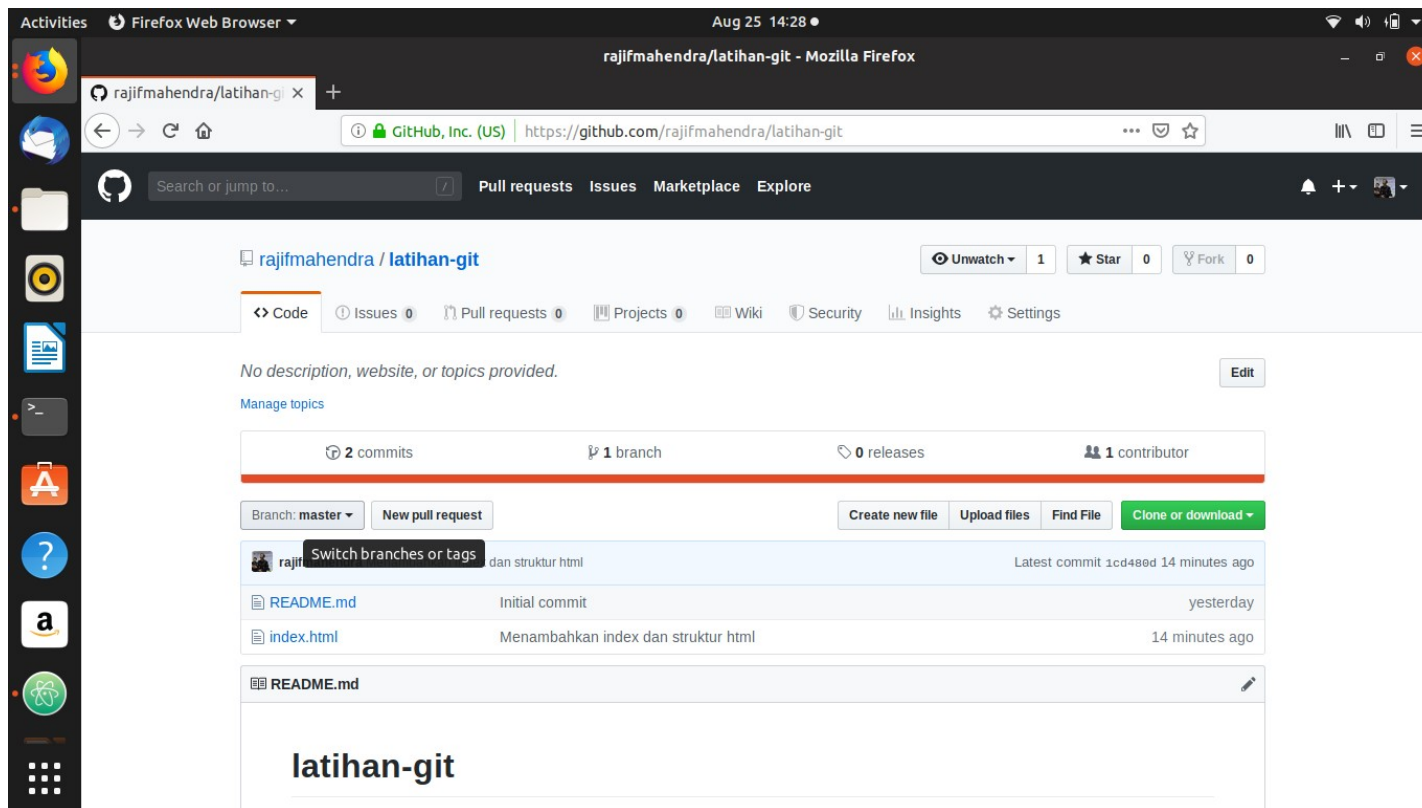 Activities Firefox Web Browser Aug 25 14:28
rajifmahendra/latihan-git - Mozilla Firefox
rajifmahendra/latihan-gi
GitHub, Inc. (US) https://github.com/rajifmahendra/latihan-git
Search or jump to... / Pull requests Issues Marketplace Explore
rajifmahendra / latihan-git Unwatch 1 Star 0 Fork 0
Code Issues 0 Pull requests 0 Projects 0 Wiki Security Insights Settings
No description, website, or topics provided. Edit
Manage topics
2 commits 1 branch 0 releases 1 contributor
Branch: master New pull request Create new file Upload files Find File Clone or download
Switch branches or tags
dan struktur html Latest commit 1cd480d 14 minutes ago
README.md Initial commit yesterday
index.html Menambahkan index dan struktur html 14 minutes ago
README.md
latihan-git